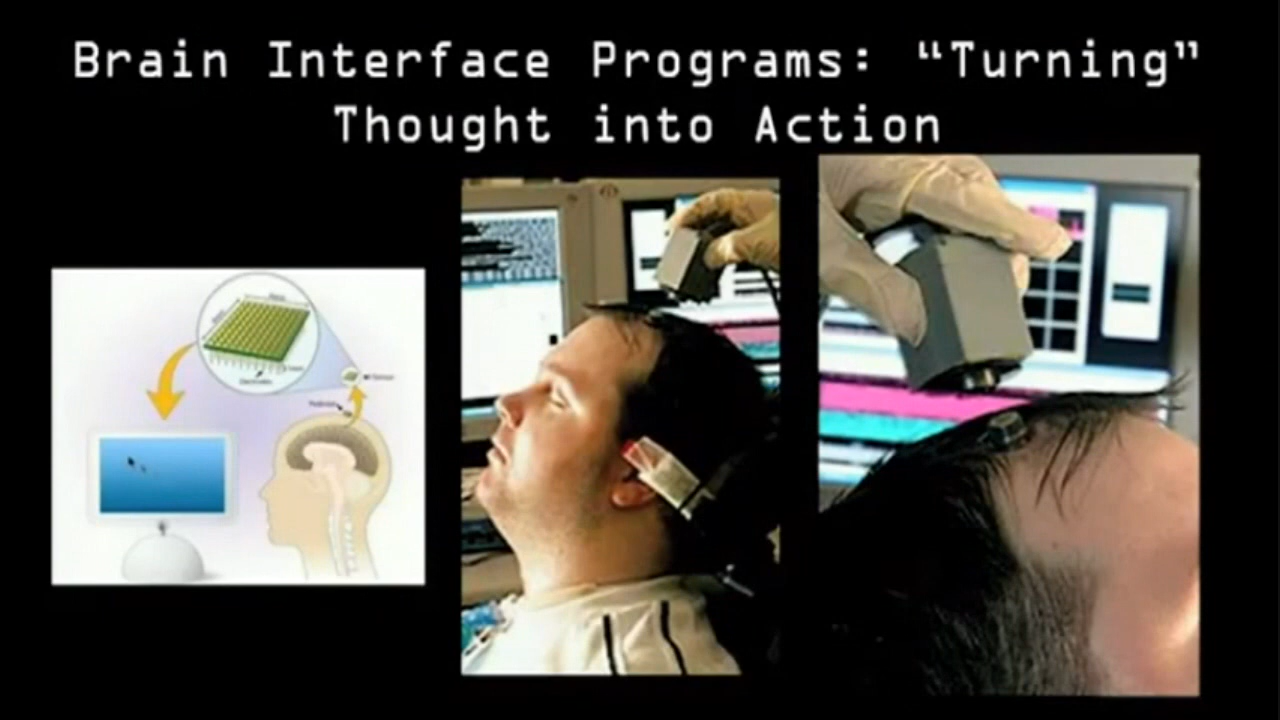 Brain Interface Programs: “Turning”
Thought into Action